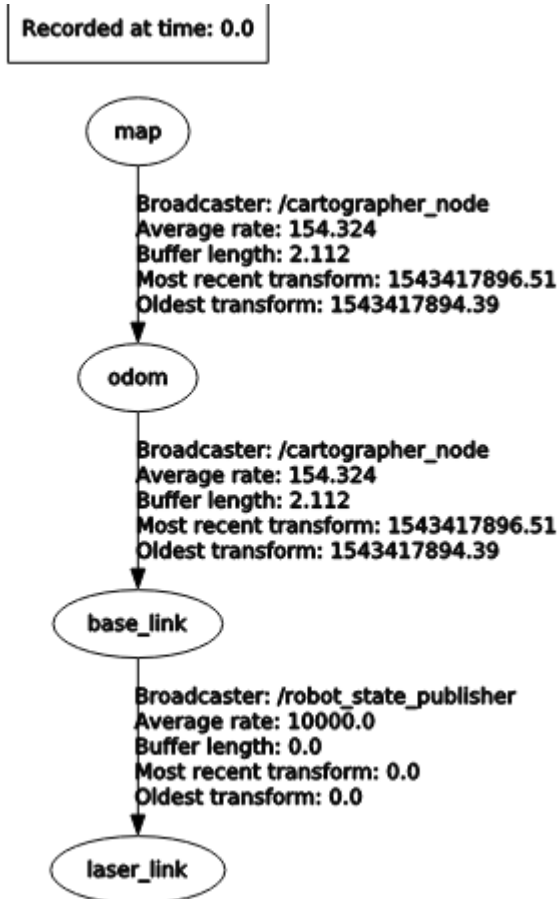 Recorded at time: 0.0
map
Broadcaster: /cartographer_node
Average rate: 154.324
Buffer length: 2.112
Most recent transform: 1543417896.51
Oldest transform: 1543417894.39
odom
Broadcaster: /cartographer_node
Average rate: 154.324
Buffer length: 2.112
Most recent transform: 1543417896.51
Oldest transform: 1543417894.39
base_link
Broadcaster: /robot_state_publisher
Average rate: 10000.0
Buffer length: 0.0
Most recent transform: 0.0
Oldest transform: 0.0
laser_link